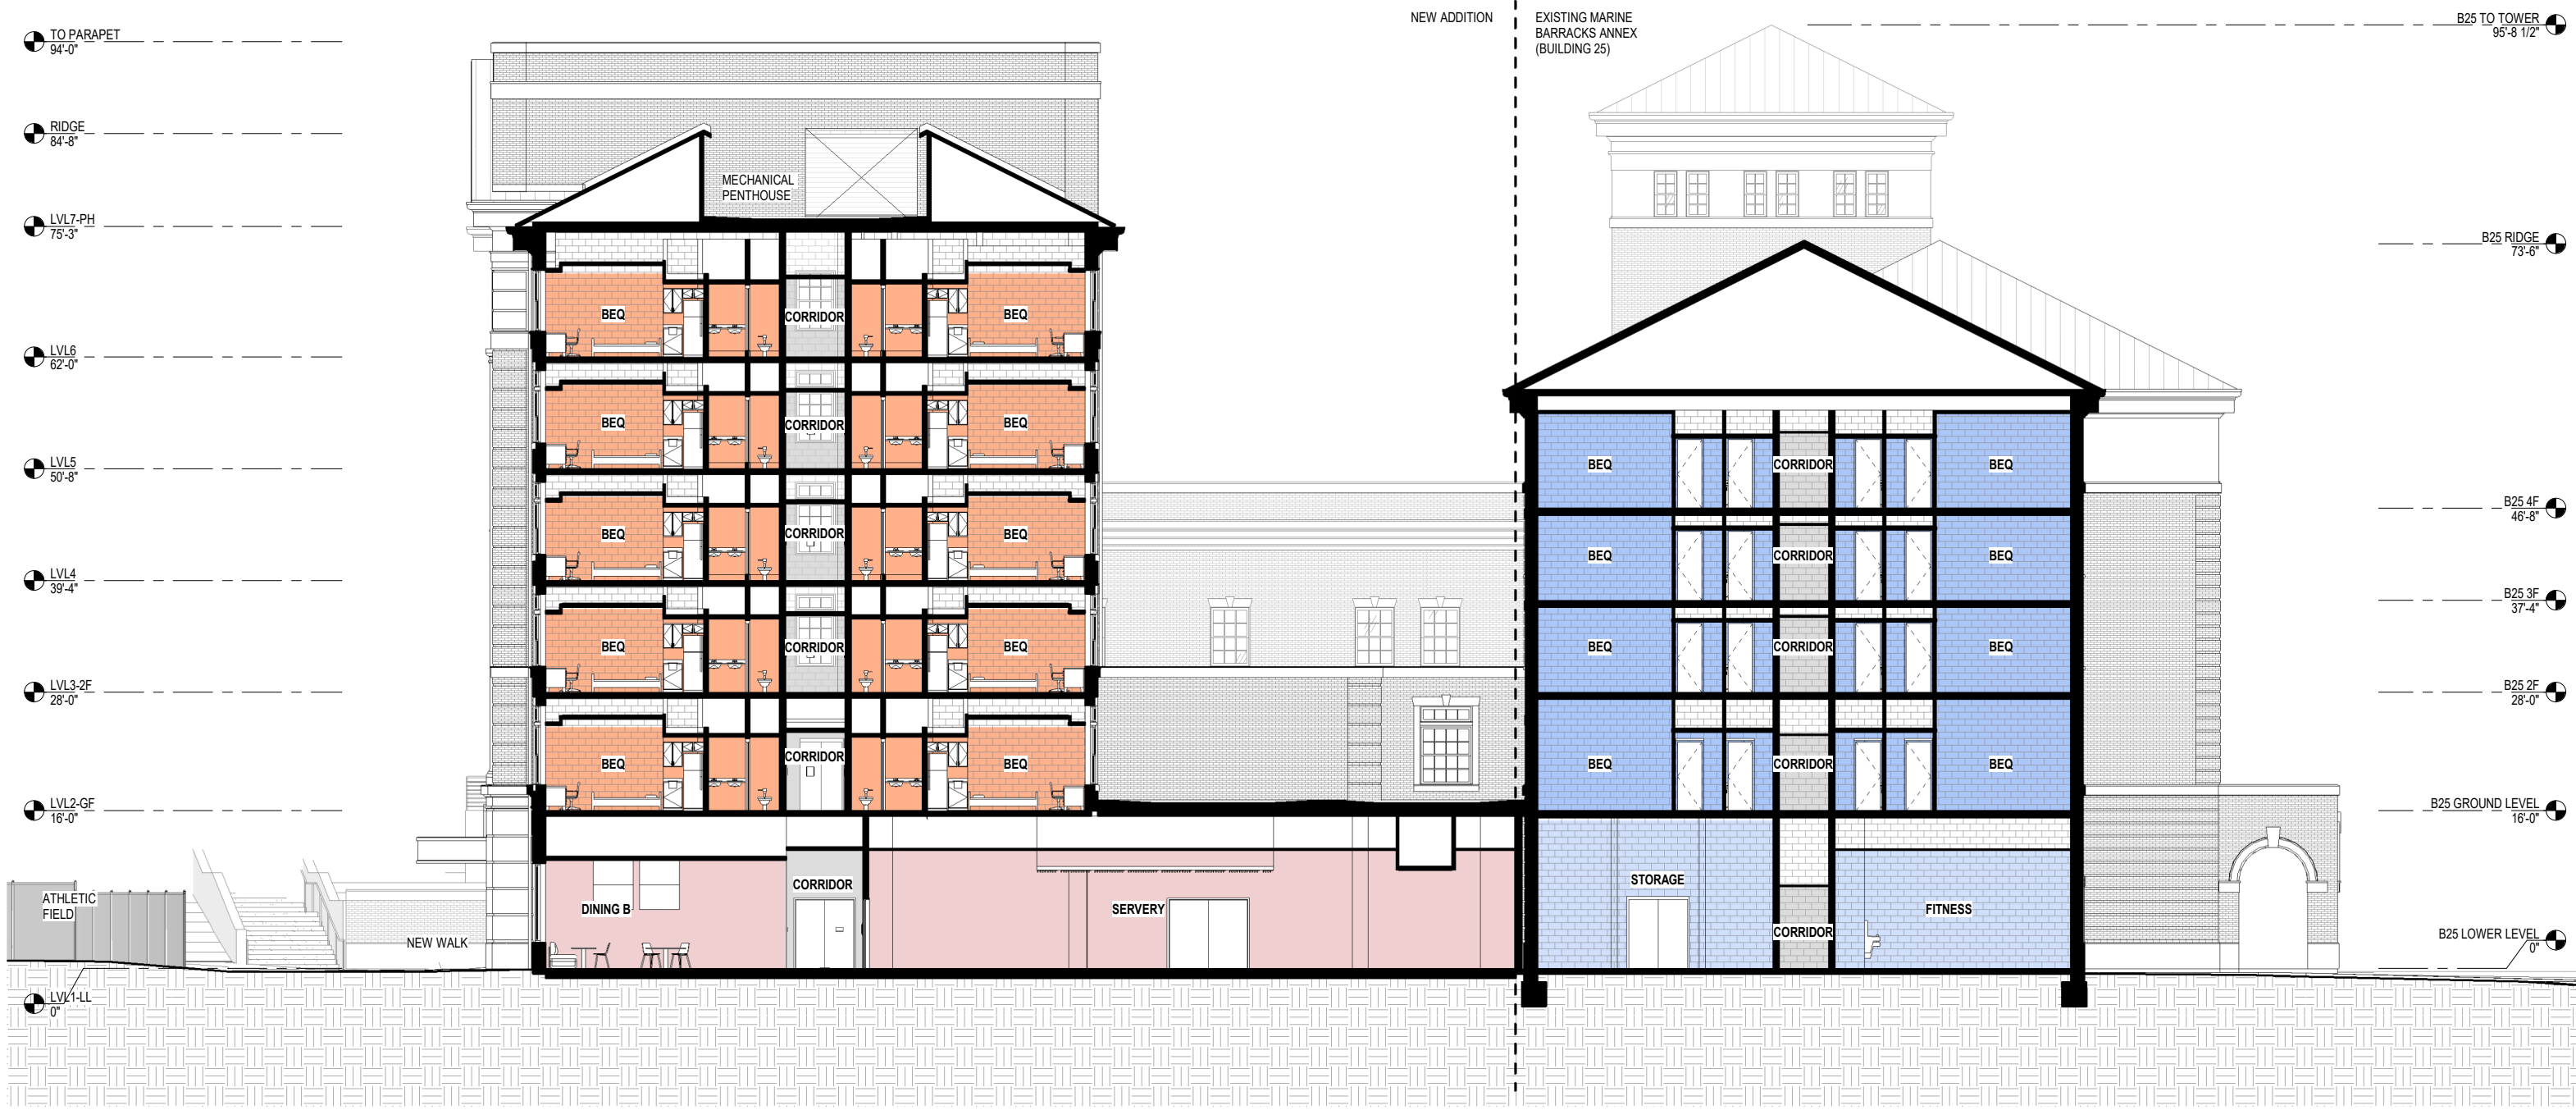 NEW ADDITION
EXISTING MARINE
BARRACKS ANNEX
(BUILDING 25)
TO PARAPET
94'-0"
RIDGE
84'-8"
LVL7-PH
75'-3"
LVL6
62'-0"
LVL5
50'-8"
LVL4
39'-4"
LVL3-2F
28'-0"
LVL2-GF
16'-0"
LVL1-LL
0"
ATHLETIC
FIELD
NEW WALK
MECHANICAL
PENTHOUSE
BEQ
CORRIDOR
BEQ
BEQ
CORRIDOR
BEQ
BEQ
CORRIDOR
BEQ
BEQ
CORRIDOR
BEQ
BEQ
CORRIDOR
BEQ
DINING B
CORRIDOR
SERVERY
BEQ
CORRIDOR
BEQ
BEQ
CORRIDOR
BEQ
BEQ
CORRIDOR
BEQ
BEQ
CORRIDOR
BEQ
STORAGE
CORRIDOR
FITNESS
B25 TO TOWER
95'-8 1/2"
B25 RIDGE
73'-6"
B25 4F
46'-8"
B25 3F
37'-4"
B25 2F
28'-0"
B25 GROUND LEVEL
16'-0"
B25 LOWER LEVEL
0"